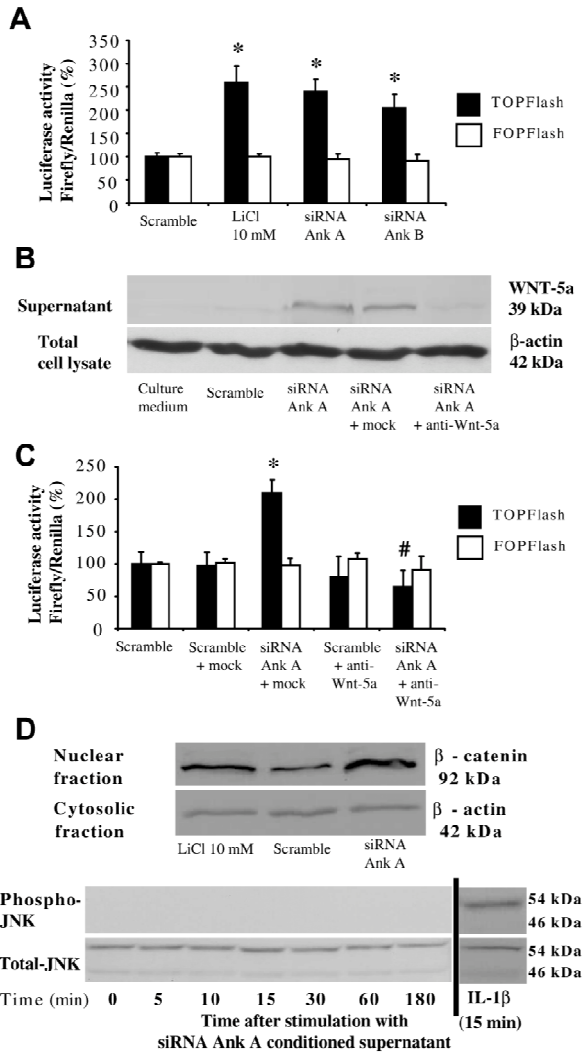 A
Luciferase activity
Firefly/Renilla (%)
350
300
250
200
150
100
50
0
*
*
*
TOPFlash
FOPFlash
Scramble
LiCl
10 mM
siRNA
Ank A
siRNA
Ank B
B
Supernatant
WNT-5a
39 kDa
Total
cell lysate
β-actin
42 kDa
Culture
medium
Scramble
siRNA
Ank A
siRNA
Ank A
+ mock
siRNA
Ank A
+ anti-Wnt-5a
C
Luciferase activity
Firefly/Renilla (%)
250
200
150
100
50
0
*
#
TOPFlash
FOPFlash
Scramble
Scramble
+ mock
siRNA
Ank A
+ mock
Scramble
+ anti-
Wnt-5a
siRNA
Ank A
+ anti-
Wnt-5a
D
Nuclear
fraction
β - catenin
92 kDa
Cytosolic
fraction
β - actin
42 kDa
LiCl 10 mM
Scramble
siRNA
Ank A
Phospho-
JNK
54 kDa
46 kDa
Total-JNK
54 kDa
46 kDa
Time (min) 0 5 10 15 30 60 180
IL-1β
(15 min)
Time after stimulation with
siRNA Ank A conditioned supernatant